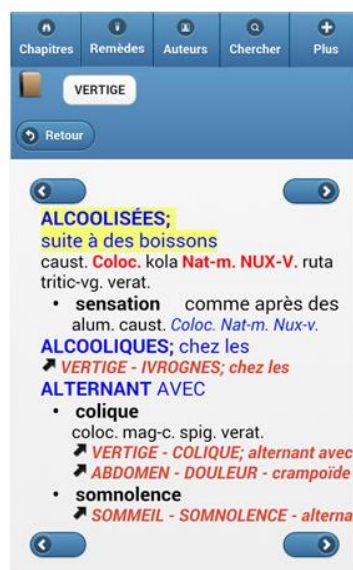 Chapitres Remèdes Auteurs Chercher Plus
VERTIGE
Retour
ALCOOLISÉES;
suite à des boissons
caust. Coloc. kola Nat-m. NUX-V. ruta
tritic-vg. verat.
• sensation comme après des
alum. caust. Coloc. Nat-m. Nux-v.
ALCOOLIQUES; chez les
VERTIGE - IVROGNES; chez les
ALTERNANT AVEC
• colique
coloc. mag-c. spig. verat.
VERTIGE - COLIQUE; alternant avec
ABDOMEN - DOULEUR - crampoïde
• somnolence
SOMMEIL - SOMNOLENCE - alterna